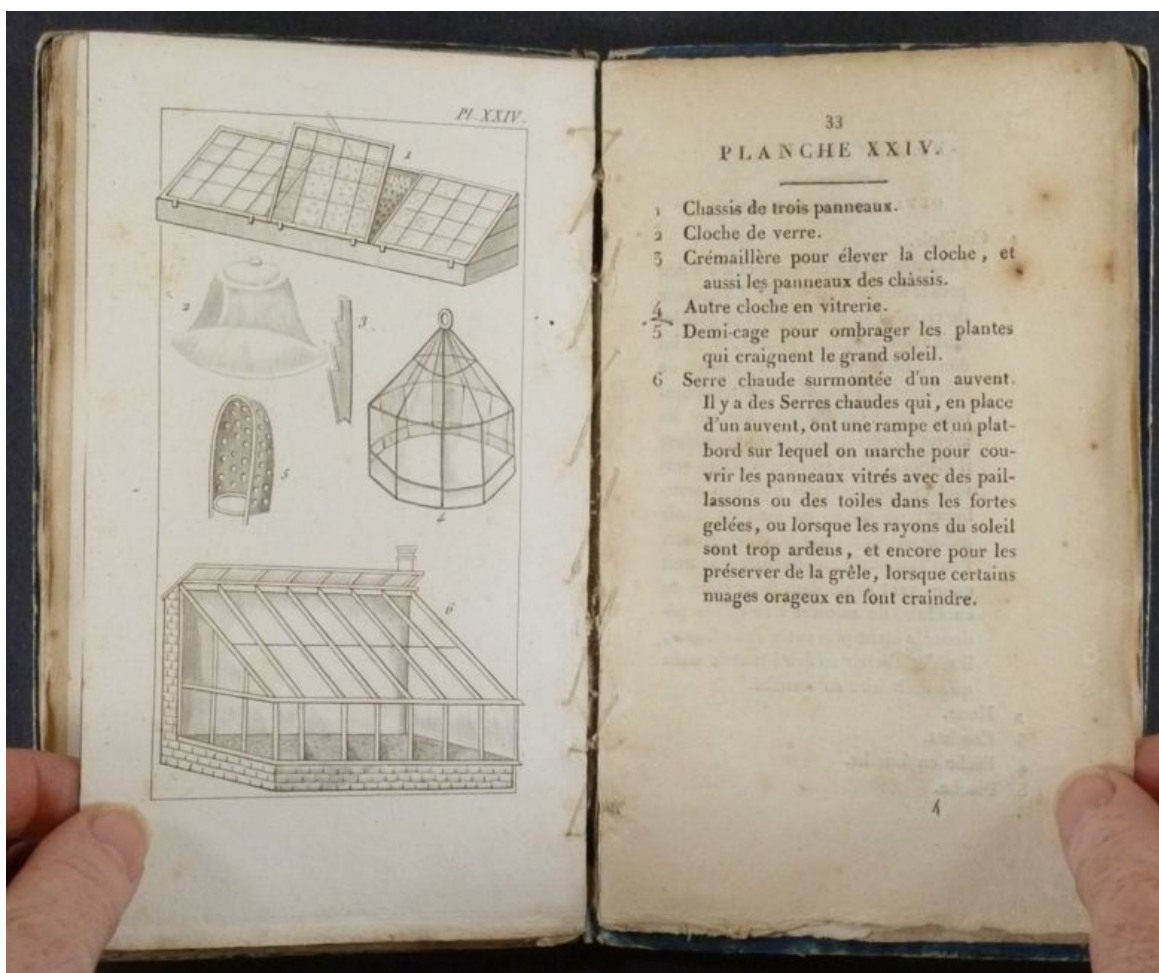 Pl. XXIV.
1
2
3
4
5
6
33
PLANCHE XXIV.
1 Chassis de trois panneaux.
2 Cloche de verre.
3 Crémaillère pour élever la cloche, et
aussi les panneaux des châssis.
4 Autre cloche en vitrerie.
5 Demi-cage pour ombrager les plantes
qui craignent le grand soleil.
6 Serre chaude surmontée d'un auvent.
Il y a des Serres chaudes qui, en place
d'un auvent, ont une rampe et un plat-
bord sur lequel on marche pour cou-
vrir les panneaux vitrés avec des pail-
lassons ou des toiles dans les fortes
gelées, ou lorsque les rayons du soleil
sont trop ardens, et encore pour les
préserver de la grêle, lorsque certains
nuages orageux en font craindre.
4